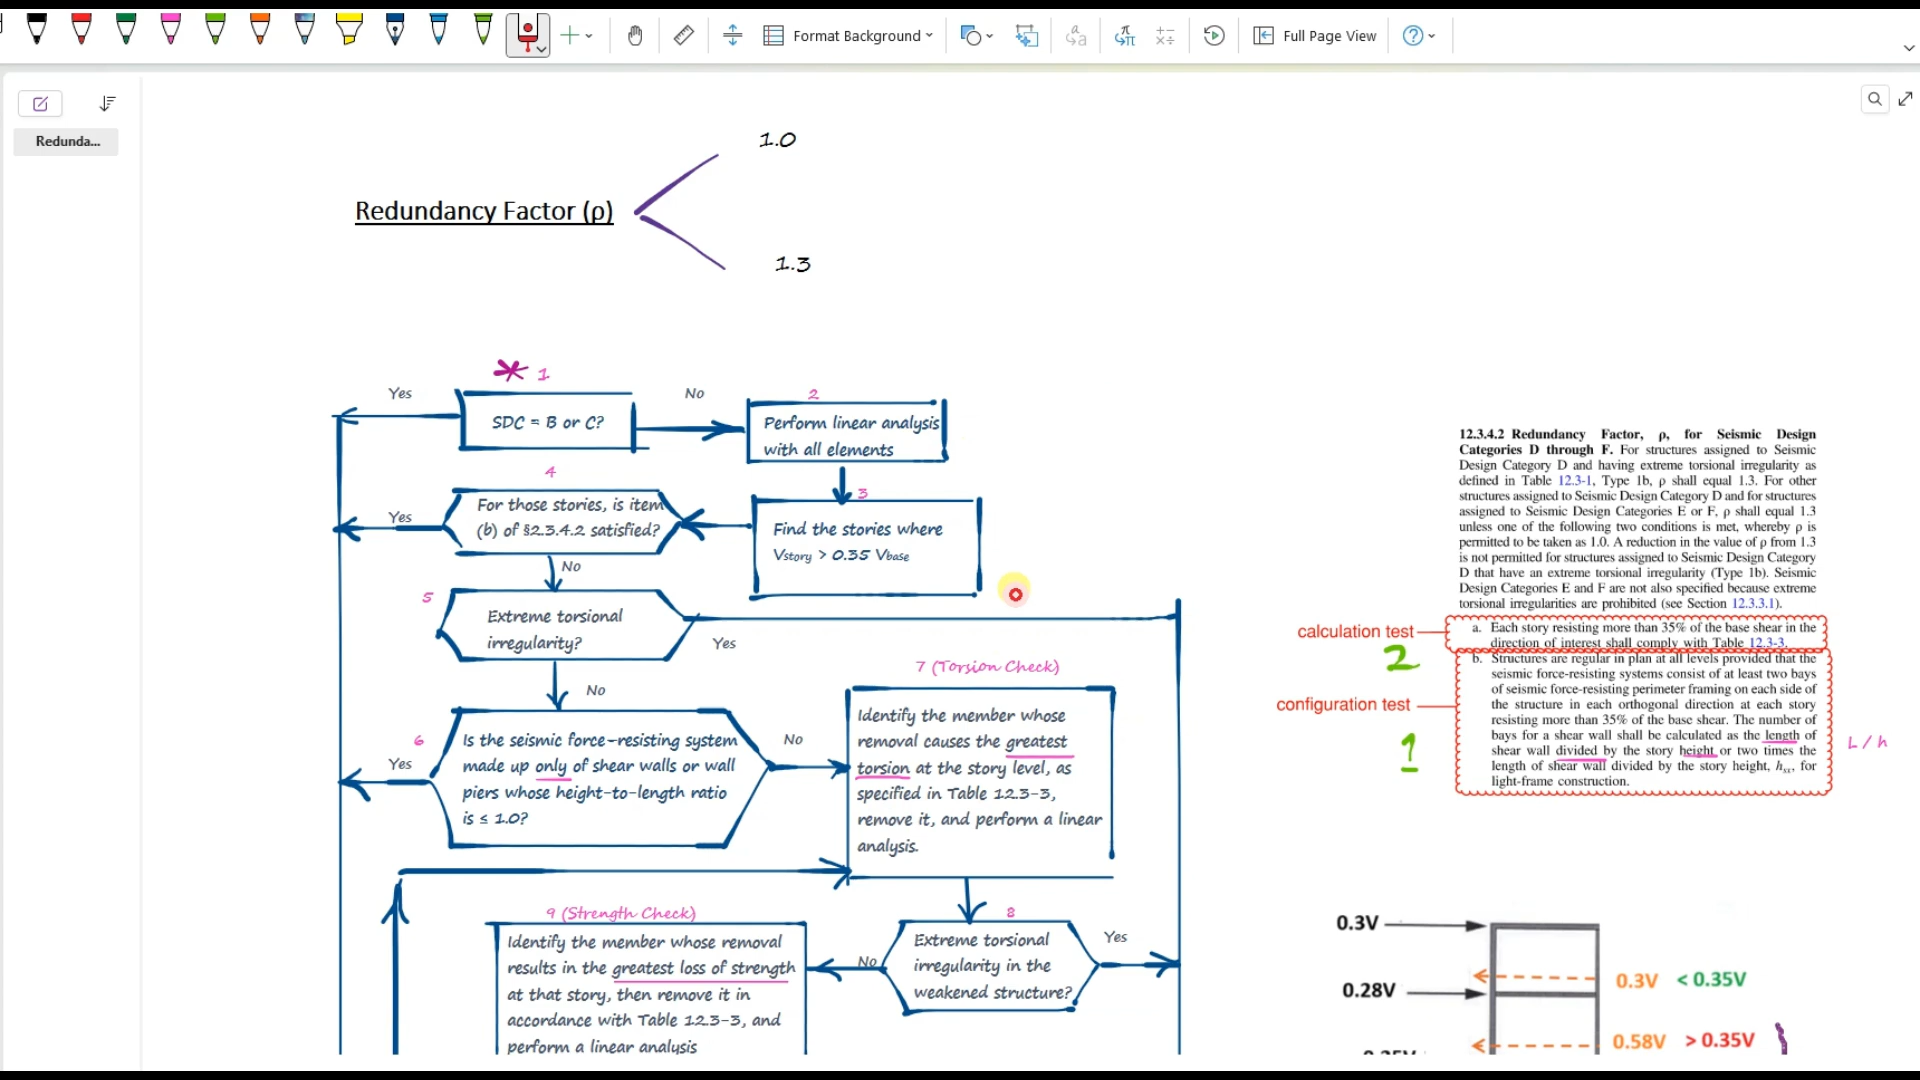 Format Background
Full Page View
Redunda...
1.0
Redundancy Factor (ρ)
1.3
1
Yes
SDC = B or C?
No
2
Perform linear analysis
with all elements
4
Yes
For those stories, is item
(b) of §2.3.4.2 satisfied?
3
Find the stories where
Vstory > 0.35 Vbase
No
5
Extreme torsional
irregularity?
Yes
No
6
Yes
Is the seismic force-resisting system
made up only of shear walls or wall
piers whose height-to-length ratio
is ≤ 1.0?
No
7 (Torsion Check)
Identify the member whose
removal causes the greatest
torsion at the story level, as
specified in Table 12.3-3,
remove it, and perform a linear
analysis.
8
Extreme torsional
irregularity in the
weakened structure?
Yes
No
9 (Strength Check)
Identify the member whose removal
results in the greatest loss of strength
at that story, then remove it in
accordance with Table 12.3-3, and
perform a linear analysis
12.3.4.2 Redundancy Factor, ρ, for Seismic Design
Categories D through F. For structures assigned to Seismic
Design Category D and having extreme torsional irregularity as
defined in Table 12.3-1, Type 1b, ρ shall equal 1.3. For other
structures assigned to Seismic Design Category D and for structures
assigned to Seismic Design Categories E or F, ρ shall equal 1.3
unless one of the following two conditions is met, whereby ρ is
permitted to be taken as 1.0. A reduction in the value of ρ from 1.3
is not permitted for structures assigned to Seismic Design Category
D that have an extreme torsional irregularity (Type 1b). Seismic
Design Categories E and F are not also specified because extreme
torsional irregularities are prohibited (see Section 12.3.3.1).
calculation test
2
a. Each story resisting more than 35% of the base shear in the
direction of interest shall comply with Table 12.3-3.
configuration test
1
b. Structures are regular in plan at all levels provided that the
seismic force-resisting systems consist of at least two bays
of seismic force-resisting perimeter framing on each side of
the structure in each orthogonal direction at each story
resisting more than 35% of the base shear. The number of
bays for a shear wall shall be calculated as the length of
shear wall divided by the story height or two times the
length of shear wall divided by the story height, hsx, for
light-frame construction.
L / h
0.3V
0.3V < 0.35V
0.28V
0.58V > 0.35V